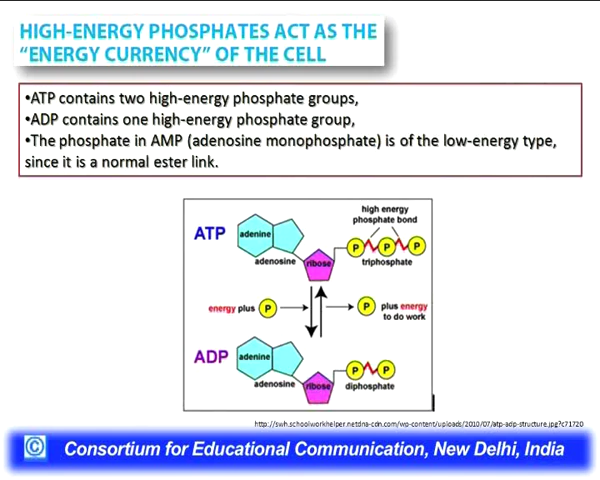 HIGH-ENERGY PHOSPHATES ACT AS THE
“ENERGY CURRENCY” OF THE CELL
•ATP contains two high-energy phosphate groups,
•ADP contains one high-energy phosphate group,
•The phosphate in AMP (adenosine monophosphate) is of the low-energy type,
since it is a normal ester link.
high energy
phosphate bond
ATP
adenine
P P P
adenosine
ribose
triphosphate
energy plus P
P plus energy
to do work
ADP
adenine
P P
adenosine
ribose
diphosphate
http://swh.schoolworkhelper.netdna-cdn.com/wp-content/uploads/2010/07/atp-adp-structure.jpg?c71720
© Consortium for Educational Communication, New Delhi, India